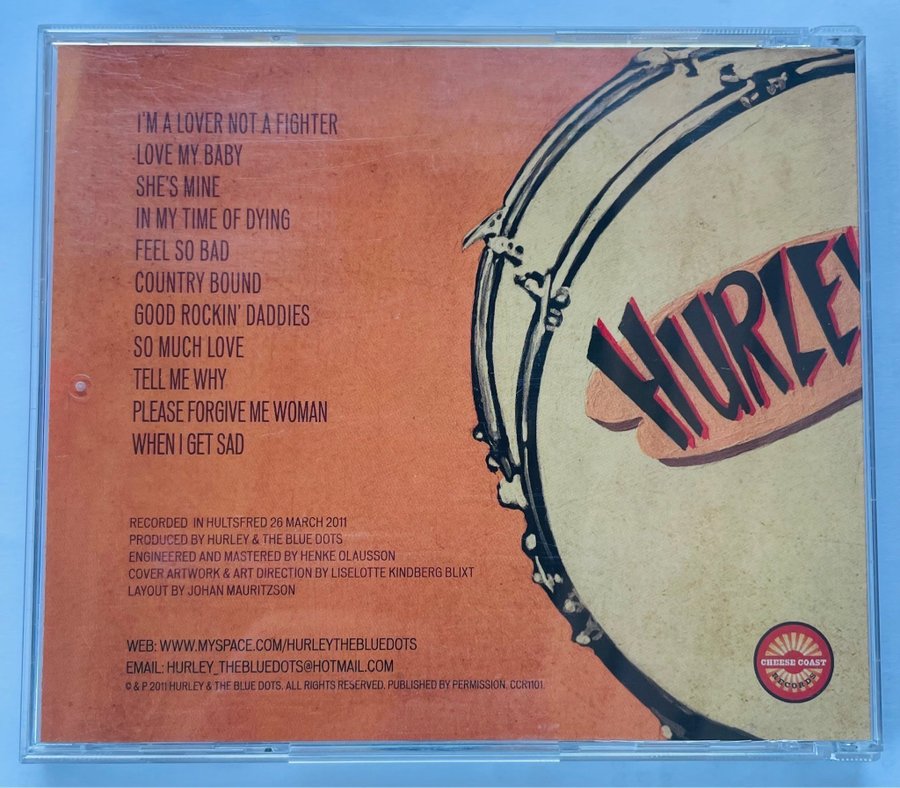 I'M A LOVER NOT A FIGHTER
LOVE MY BABY
SHE'S MINE
IN MY TIME OF DYING
FEEL SO BAD
COUNTRY BOUND
GOOD ROCKIN' DADDIES
SO MUCH LOVE
TELL ME WHY
PLEASE FORGIVE ME WOMAN
WHEN I GET SAD
RECORDED IN HULTSFRED 26 MARCH 2011
PRODUCED BY HURLEY & THE BLUE DOTS
ENGINEERED AND MASTERED BY HENKE OLAUSSON
COVER ARTWORK & ART DIRECTION BY LISELOTTE KINDBERG BLIXT
LAYOUT BY JOHAN MAURITZSON
WEB: WWW.MYSPACE.COM/HURLEYTHEBLUEDOTS
EMAIL: HURLEY_THEBLUEDOTS@HOTMAIL.COM
© & P 2011 HURLEY & THE BLUE DOTS. ALL RIGHTS RESERVED. PUBLISHED BY PERMISSION. CCR1101.
HURLEY
CHEESE COAST
RECORDS